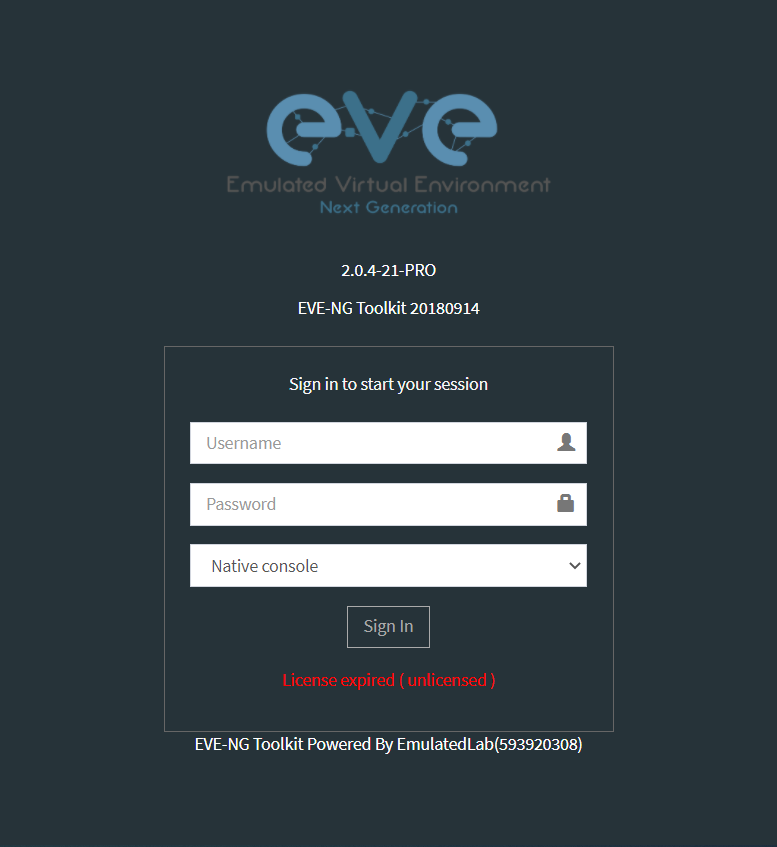 eve
Emulated Virtual Environment
Next Generation
2.0.4-21-PRO
EVE-NG Toolkit 20180914
Sign in to start your session
Username
Password
Native console
Sign In
License expired ( unlicensed )
EVE-NG Toolkit Powered By EmulatedLab(593920308)